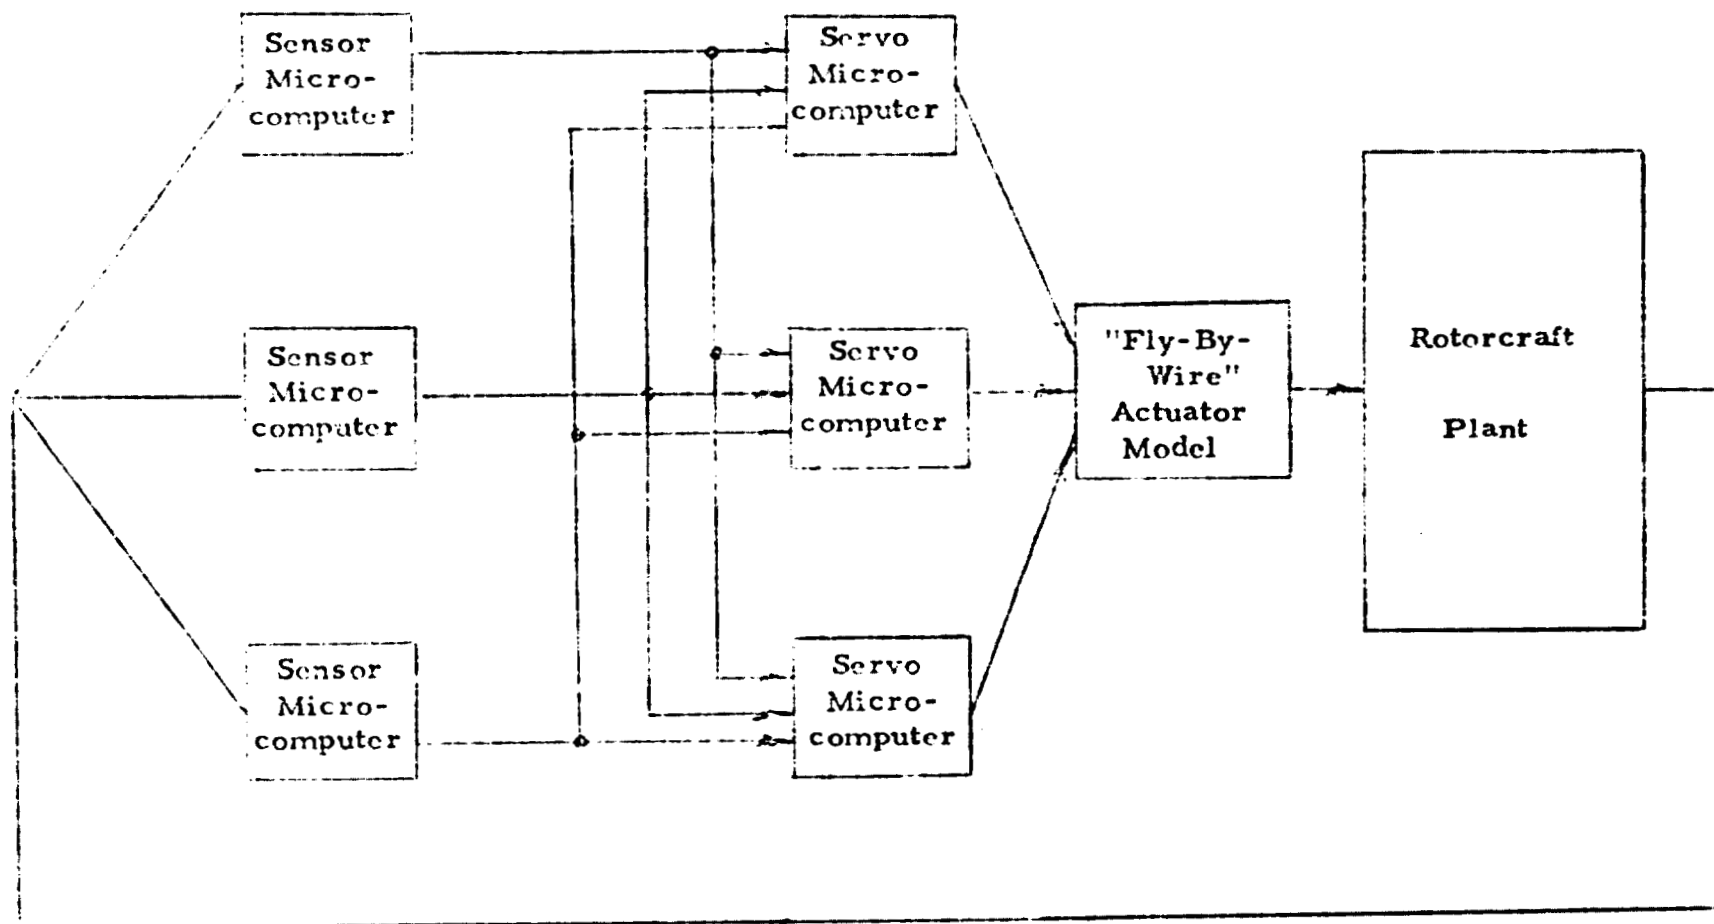 Sensor
Micro-
computer
Servo
Micro-
computer
Sensor
Micro-
computer
Servo
Micro-
computer
"Fly-By-
Wire"
Actuator
Model
Rotorcraft
Plant
Sensor
Micro-
computer
Servo
Micro-
computer